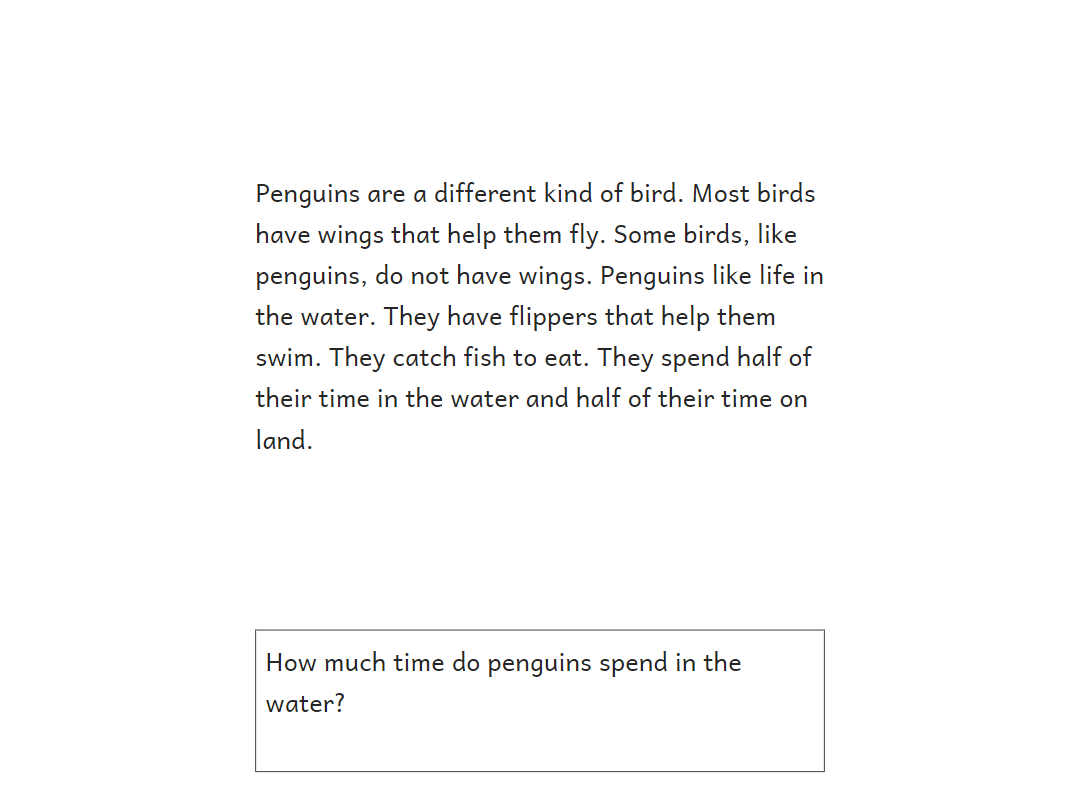 Penguins are a different kind of bird. Most birds
have wings that help them fly. Some birds, like
penguins, do not have wings. Penguins like life in
the water. They have flippers that help them
swim. They catch fish to eat. They spend half of
their time in the water and half of their time on
land.
How much time do penguins spend in the
water?